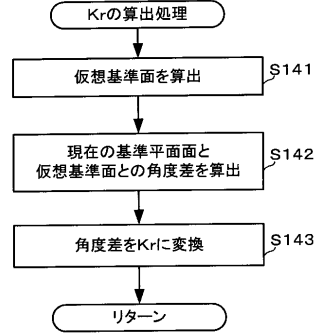 Krの算出処理
仮想基準面を算出
S141
現在の基準平面面と
仮想基準面との角度差を算出
S142
角度差をKrに変換
S143
リターン